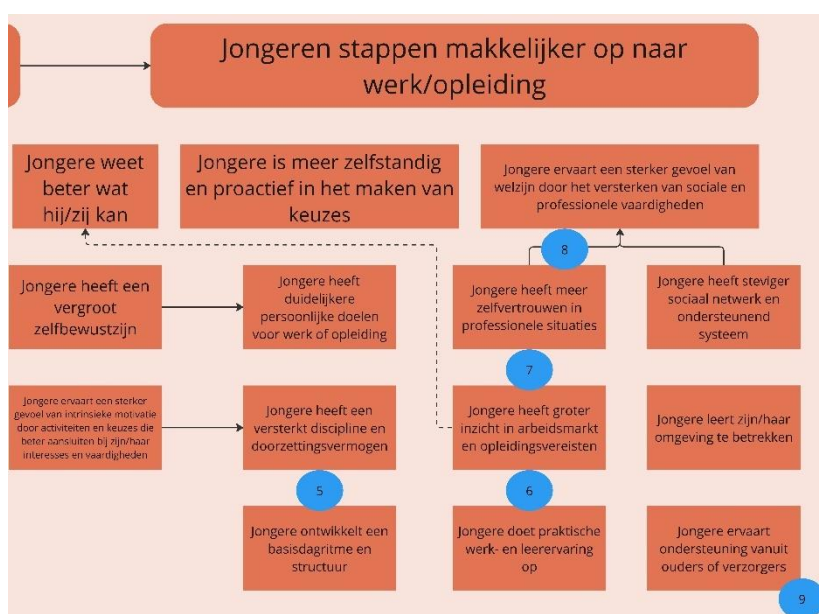 Jongeren stappen makkelijker op naar
werk/opleiding
Jongere weet
beter wat
hij/zij kan
Jongere is meer zelfstandig
en proactief in het maken van
keuzes
Jongere ervaart een sterker gevoel van
welzijn door het versterken van sociale en
professionele vaardigheden
8
Jongere heeft een
vergroot
zelfbewustzijn
Jongere heeft
duidelijkere
persoonlijke doelen
voor werk of opleiding
Jongere heeft meer
zelfvertrouwen in
professionele situaties
Jongere heeft steviger
sociaal netwerk en
ondersteunend
systeem
7
Jongere ervaart een sterker
gevoel van intrinsieke motivatie
door activiteiten en keuzes die
beter aansluiten bij zijn/haar
interesses en vaardigheden
Jongere heeft een
versterkt discipline en
doorzettingsvermogen
Jongere heeft groter
inzicht in arbeidsmarkt
en opleidingsvereisten
Jongere leert zijn/haar
omgeving te betrekken
5
6
Jongere ontwikkelt een
basisdagritme en
structuur
Jongere doet praktische
werk- en leerervaring
op
Jongere ervaart
ondersteuning vanuit
ouders of verzorgers
9